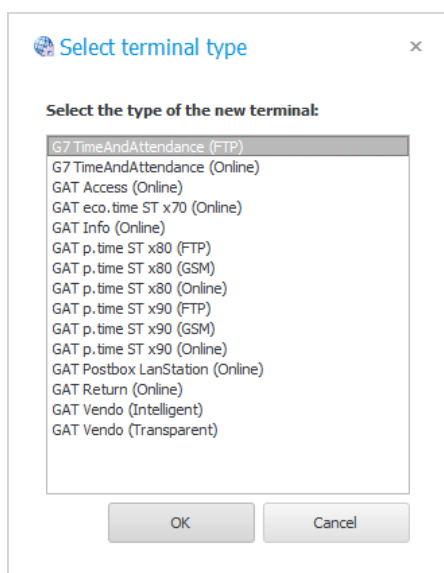 Select terminal type
Select the type of the new terminal:
G7 TimeAndAttendance (FTP)
G7 TimeAndAttendance (Online)
GAT Access (Online)
GAT eco.time ST x70 (Online)
GAT Info (Online)
GAT p.time ST x80 (FTP)
GAT p.time ST x80 (GSM)
GAT p.time ST x80 (Online)
GAT p.time ST x90 (FTP)
GAT p.time ST x90 (GSM)
GAT p.time ST x90 (Online)
GAT Postbox LanStation (Online)
GAT Return (Online)
GAT Vendo (Intelligent)
GAT Vendo (Transparent)
OK Cancel